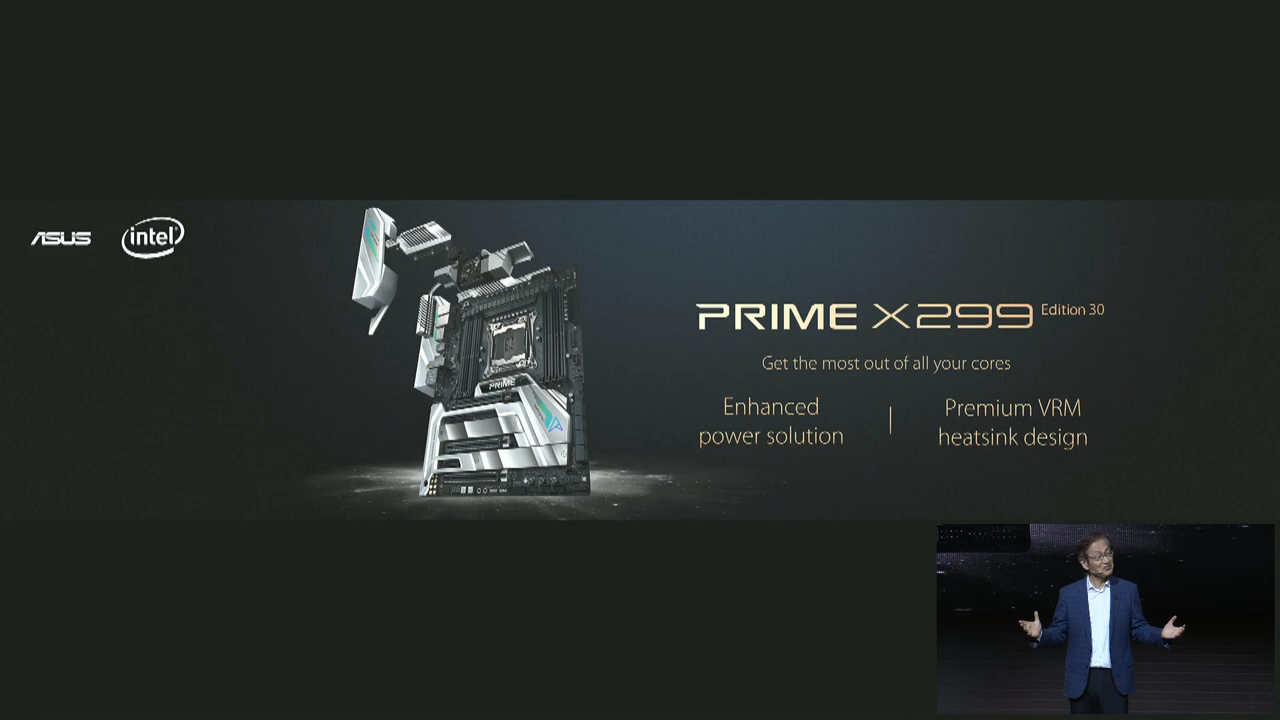 ASUS
intel
PRIME X299 Edition 30
Get the most out of all your cores
Enhanced
power solution
Premium VRM
heatsink design
PRIME